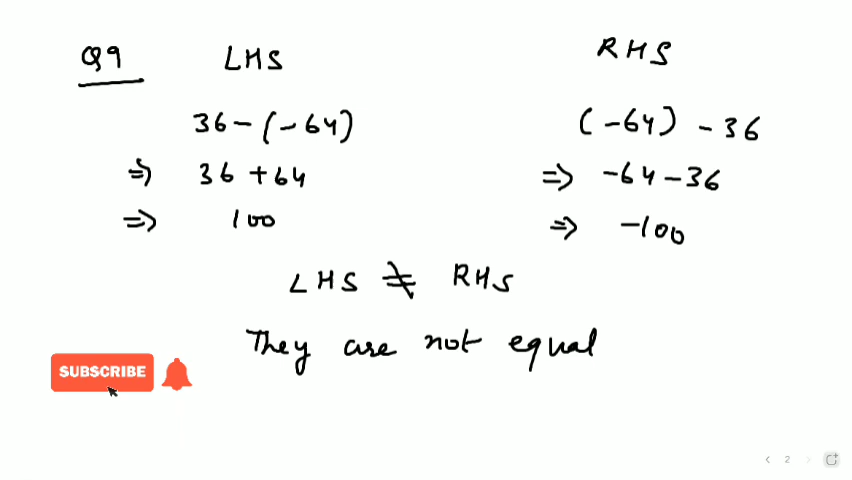 Q9 LHS RHS
36 - (-64) (-64) - 36
⇒ 36 + 64 ⇒ -64 - 36
⇒ 100 ⇒ -100
LHS ≠ RHS
They are not equal
SUBSCRIBE
2